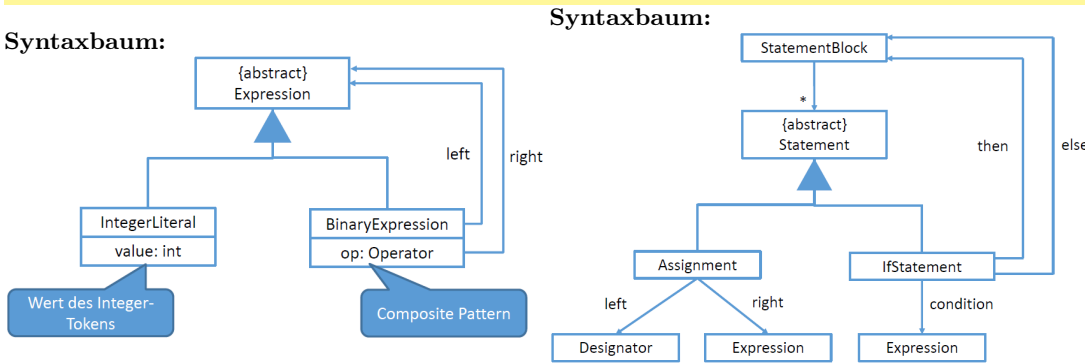 Syntaxbaum:
{abstract}
Expression
left
right
IntegerLiteral
value: int
BinaryExpression
op: Operator
Wert des Integer-
Tokens
Composite Pattern
Syntaxbaum:
StatementBlock
*
{abstract}
Statement
then
else
Assignment
IfStatement
left
right
condition
Designator
Expression
Expression